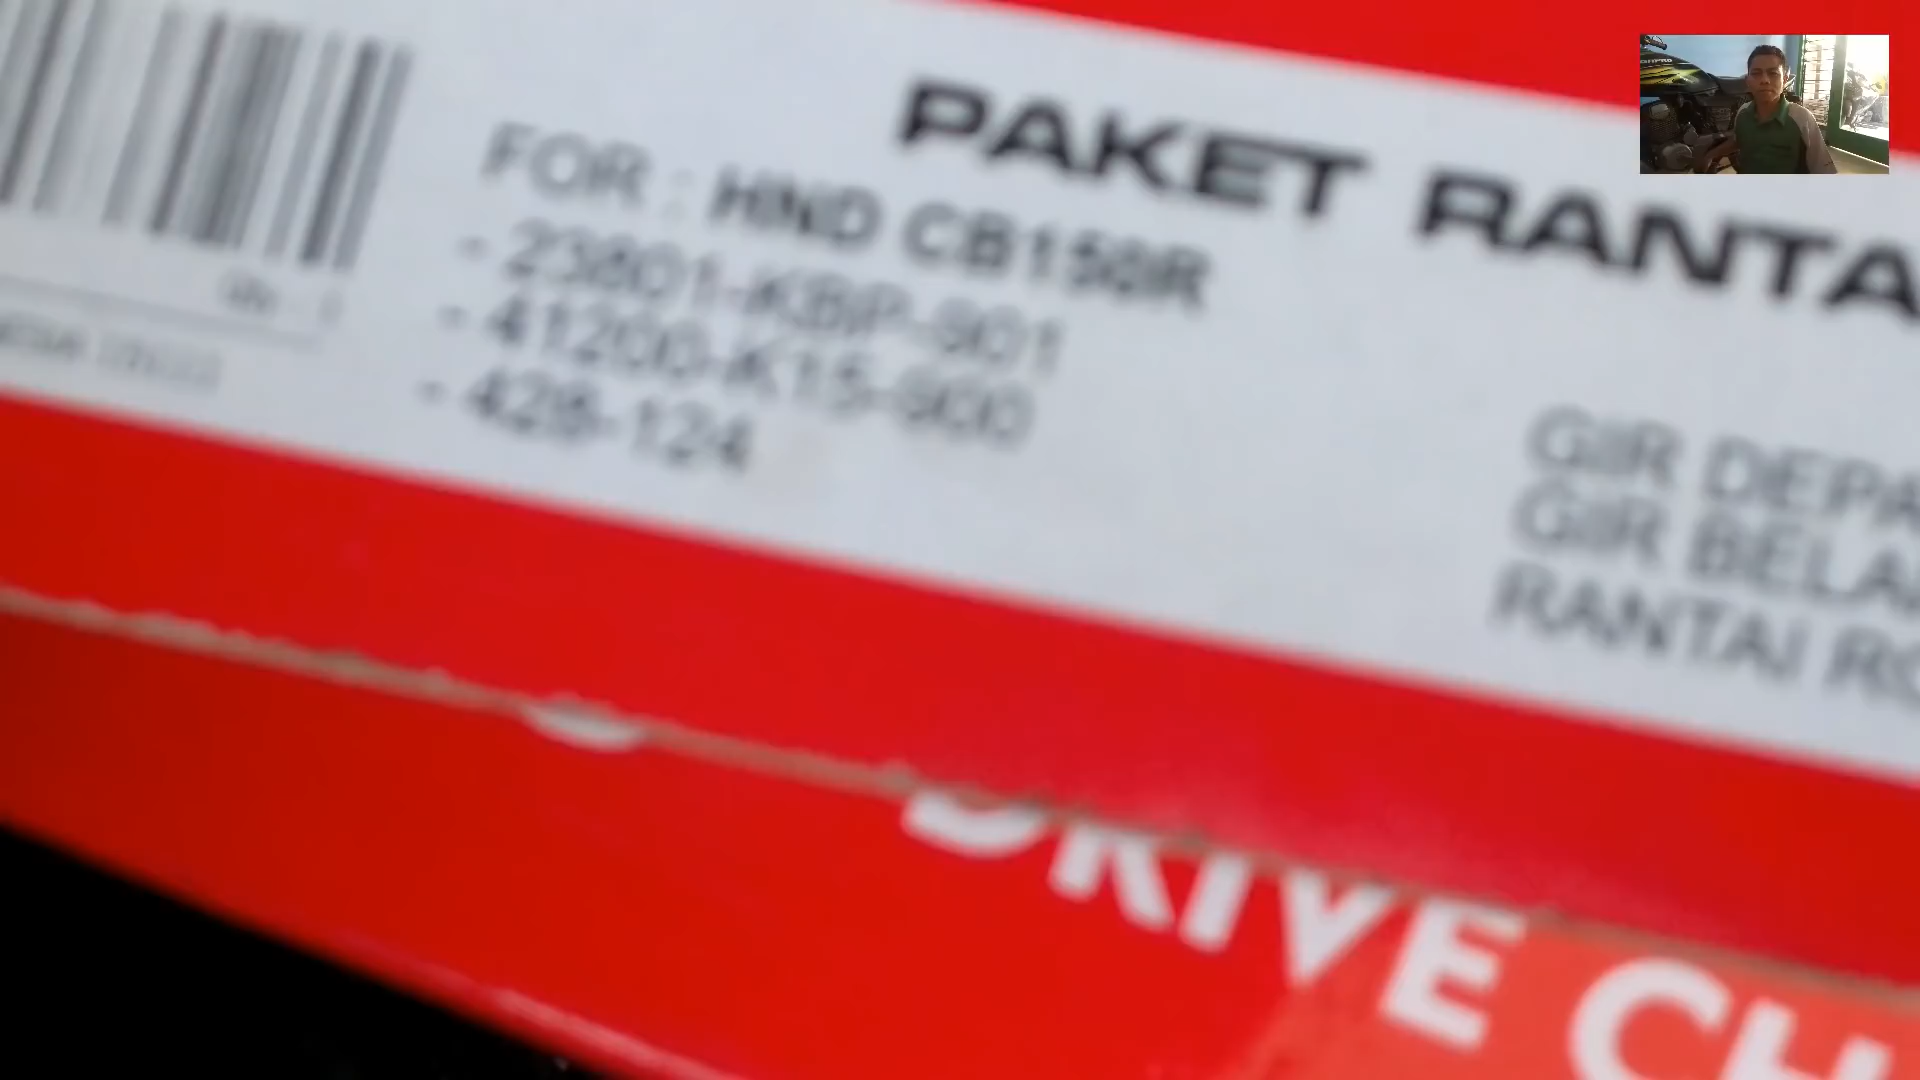 PAKET RANTA
FOR : HND CB150R
- 23801-KBP-901
- 41200-K15-900
- 428-124
GIR DEPA
GIR BELA
RANTAI RO
DRIVE CH